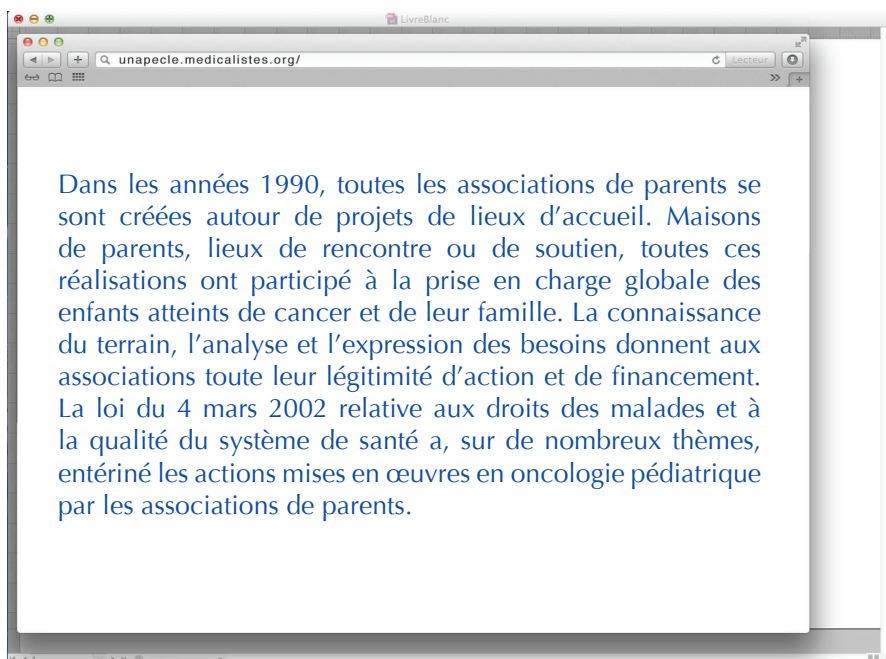 LivreBlanc
unapecle.medicalistes.org/
Lecteur
Dans les années 1990, toutes les associations de parents se
sont créées autour de projets de lieux d’accueil. Maisons
de parents, lieux de rencontre ou de soutien, toutes ces
réalisations ont participé à la prise en charge globale des
enfants atteints de cancer et de leur famille. La connaissance
du terrain, l’analyse et l’expression des besoins donnent aux
associations toute leur légitimité d’action et de financement.
La loi du 4 mars 2002 relative aux droits des malades et à
la qualité du système de santé a, sur de nombreux thèmes,
entériné les actions mises en œuvres en oncologie pédiatrique
par les associations de parents.